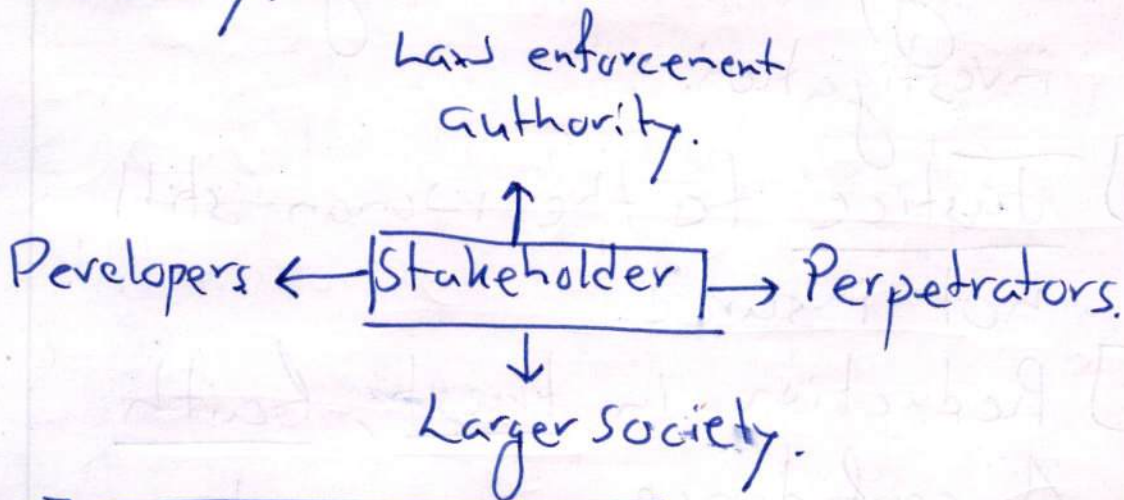 Law enforcement
authority.
Developers ← Stakeholder → Perpetrators.
Larger society.